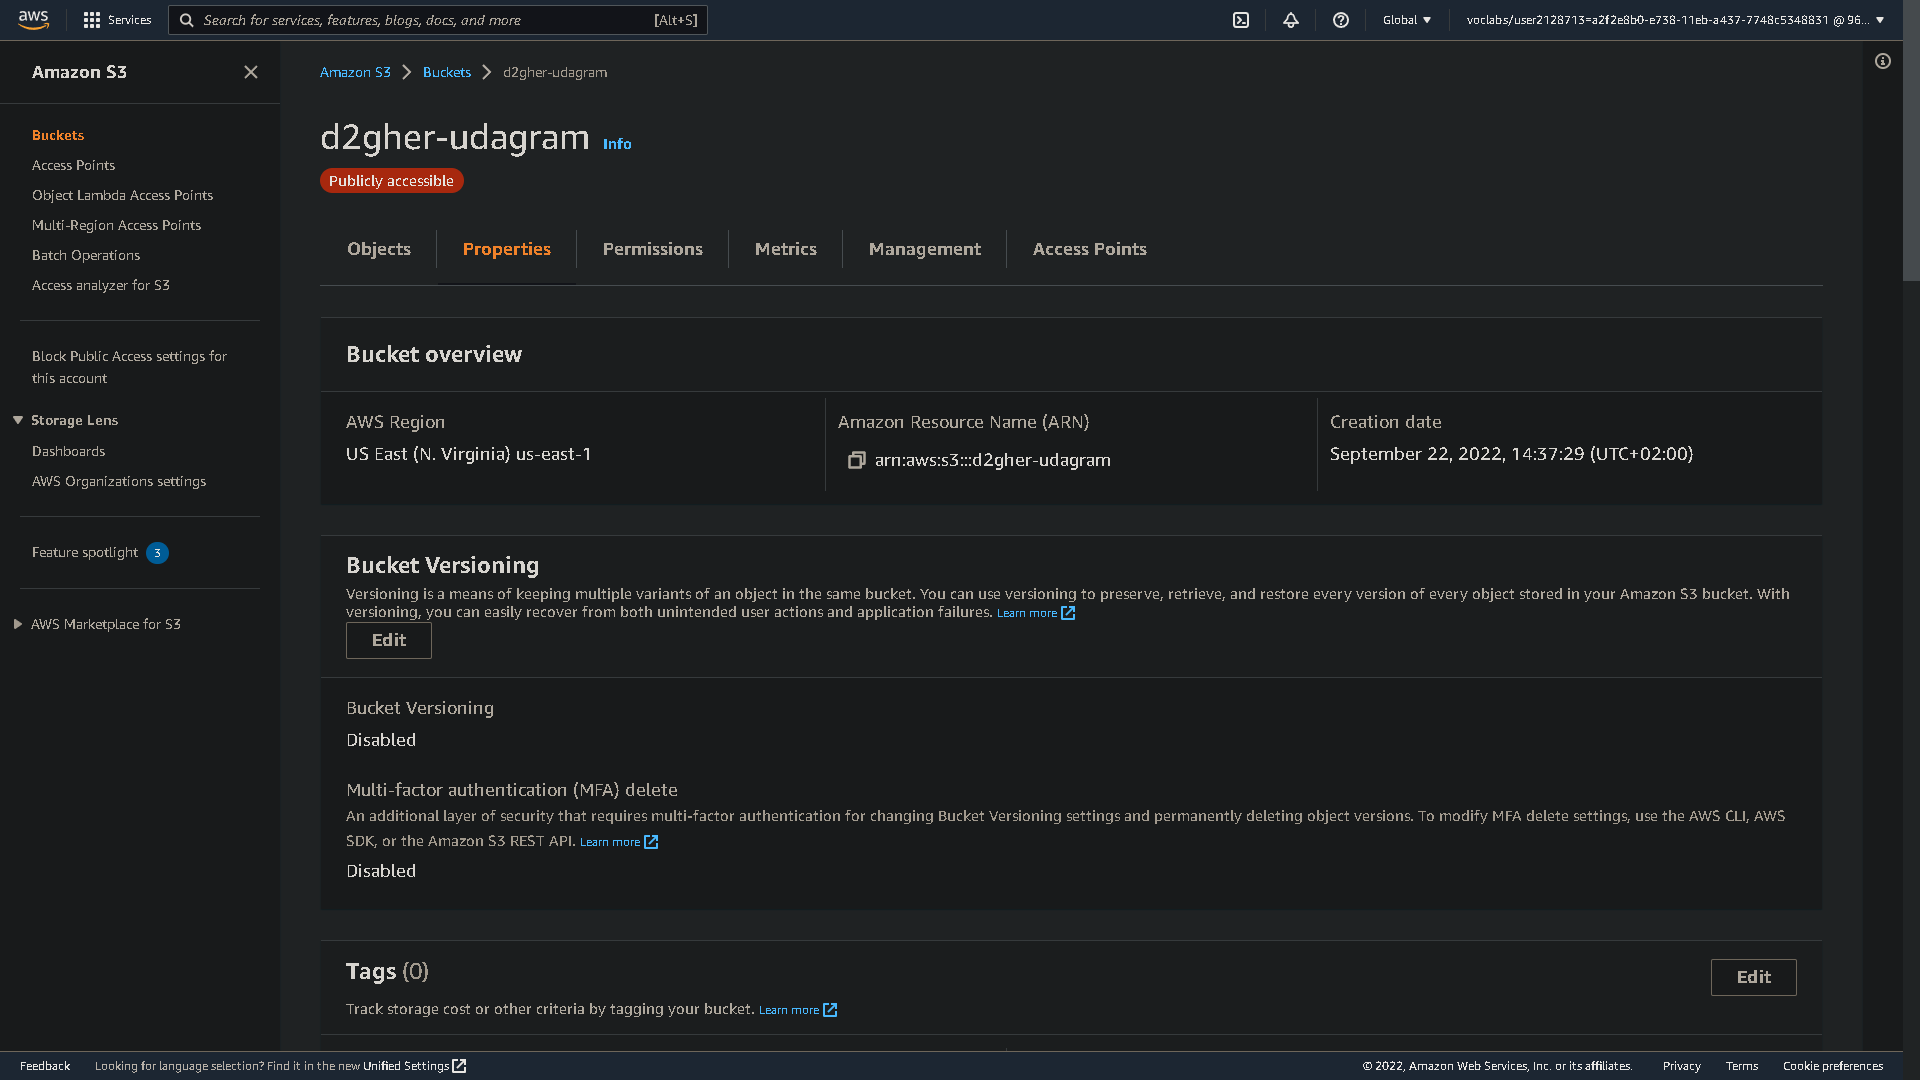 aws
Services
Search for services, features, blogs, docs, and more
[Alt+S]
Global
voclabs/user2128713=a2f2e8b0-e738-11eb-a437-7748c5348831 @ 96...
Amazon S3
Buckets
Access Points
Object Lambda Access Points
Multi-Region Access Points
Batch Operations
Access analyzer for S3
Block Public Access settings for
this account
Storage Lens
Dashboards
AWS Organizations settings
Feature spotlight 3
AWS Marketplace for S3
Amazon S3 Buckets d2gher-udagram
d2gher-udagram Info
Publicly accessible
Objects
Properties
Permissions
Metrics
Management
Access Points
Bucket overview
AWS Region
US East (N. Virginia) us-east-1
Amazon Resource Name (ARN)
arn:aws:s3:::d2gher-udagram
Creation date
September 22, 2022, 14:37:29 (UTC+02:00)
Bucket Versioning
Versioning is a means of keeping multiple variants of an object in the same bucket. You can use versioning to preserve, retrieve, and restore every version of every object stored in your Amazon S3 bucket. With
versioning, you can easily recover from both unintended user actions and application failures. Learn more
Edit
Bucket Versioning
Disabled
Multi-factor authentication (MFA) delete
An additional layer of security that requires multi-factor authentication for changing Bucket Versioning settings and permanently deleting object versions. To modify MFA delete settings, use the AWS CLI, AWS
SDK, or the Amazon S3 REST API. Learn more
Disabled
Tags (0)
Edit
Track storage cost or other criteria by tagging your bucket. Learn more
Feedback
Looking for language selection? Find it in the new Unified Settings
© 2022, Amazon Web Services, Inc. or its affiliates.
Privacy
Terms
Cookie preferences